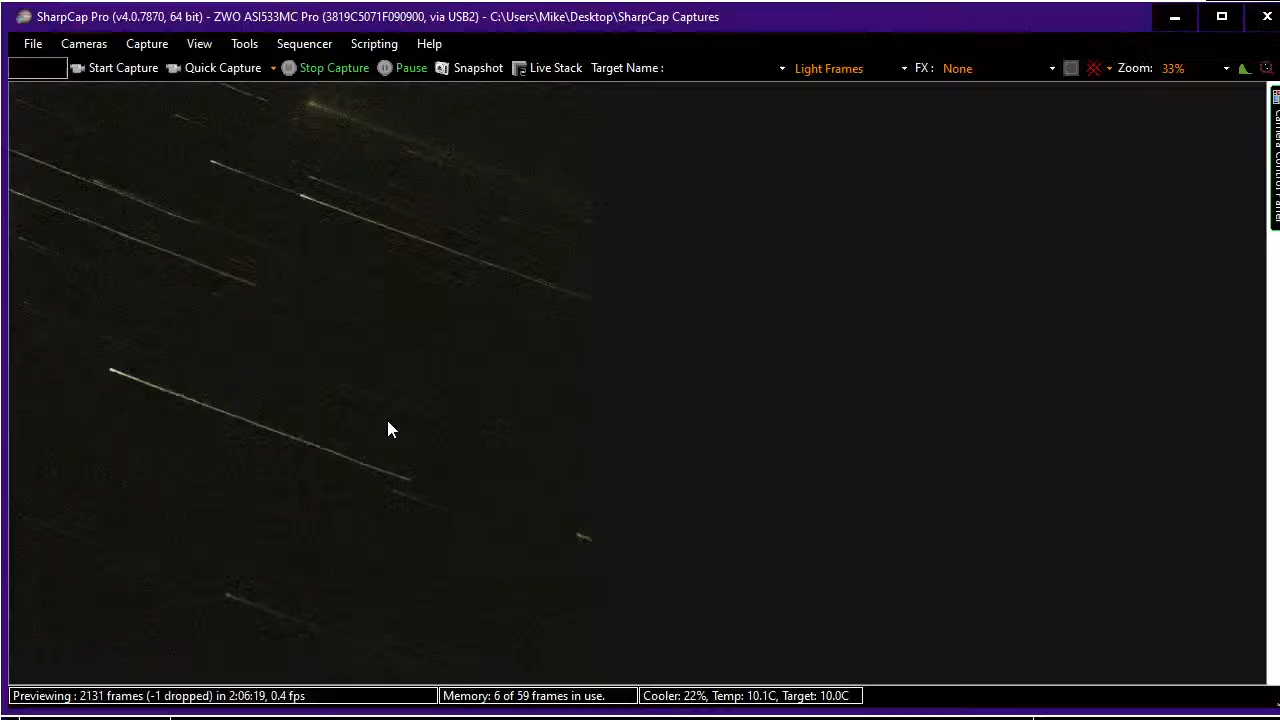 SharpCap Pro (v4.0.7870, 64 bit) - ZWO ASI533MC Pro (3819C5071F090900, via USB2) - C:\Users\Mike\Desktop\SharpCap Captures
File Cameras Capture View Tools Sequencer Scripting Help
Start Capture Quick Capture Stop Capture Pause Snapshot Live Stack Target Name : Light Frames FX : None Zoom: 33%
Previewing : 2131 frames (-1 dropped) in 2:06:19, 0.4 fps Memory: 6 of 59 frames in use. Cooler: 22%, Temp: 10.1C, Target: 10.0C